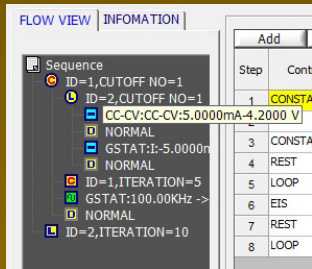 FLOW VIEW INFOMATION
Sequence
ID=1,CUTOFF NO=1
ID=2,CUTOFF NO=1
CC-CV:CC-CV:5.0000mA-4.2000 V
NORMAL
GSTAT:I:-5.0000n
NORMAL
ID=1,ITERATION=5
GSTAT:100.00KHz ->
NORMAL
ID=2,ITERATION=10
Add
Step Cont
1 CONSTA
2
3 CONSTA
4 REST
5 LOOP
6 EIS
7 REST
8 LOOP